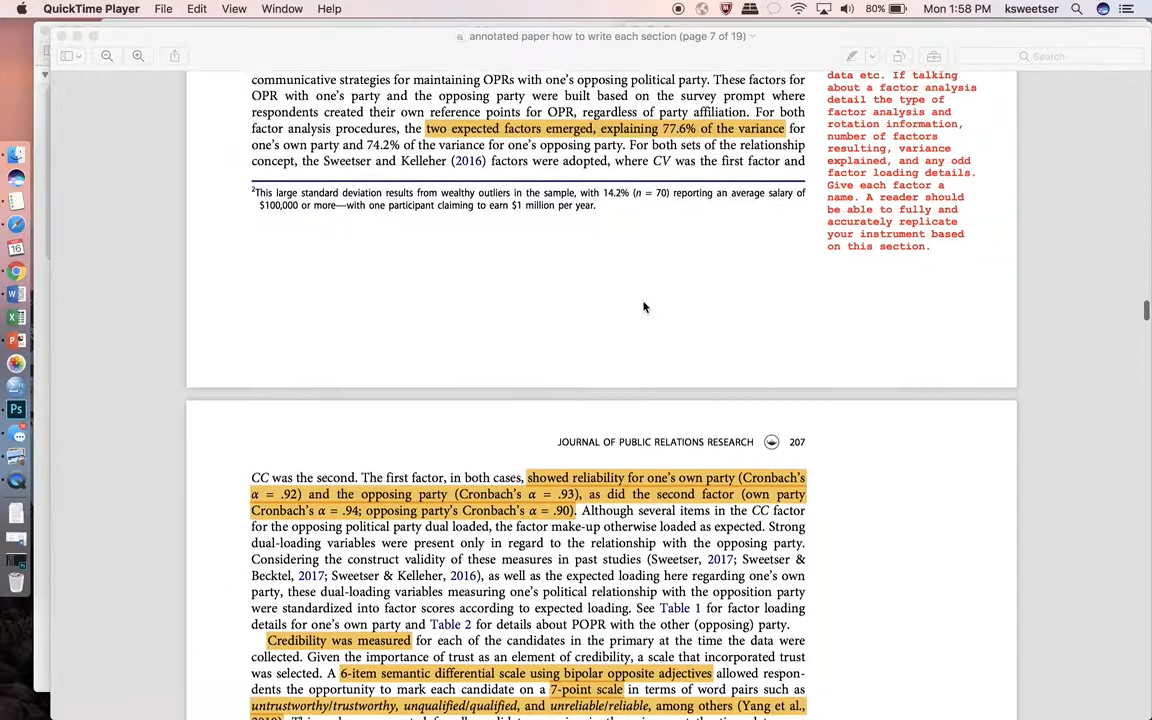 QuickTime Player File Edit View Window Help 80% Mon 1:58 PM ksweetser
annotated paper how to write each section (page 7 of 19)
Search
communicative strategies for maintaining OPRs with one's opposing political party. These factors for
OPR with one's party and the opposing party were built based on the survey prompt where
respondents created their own reference points for OPR, regardless of party affiliation. For both
factor analysis procedures, the two expected factors emerged, explaining 77.6% of the variance for
one's own party and 74.2% of the variance for one's opposing party. For both sets of the relationship
concept, the Sweetser and Kelleher (2016) factors were adopted, where CV was the first factor and
2This large standard deviation results from wealthy outliers in the sample, with 14.2% (n = 70) reporting an average salary of
$100,000 or more—with one participant claiming to earn $1 million per year.
data etc. If talking
about a factor analysis
detail the type of
factor analysis and
rotation information,
number of factors
resulting, variance
explained, and any odd
factor loading details.
Give each factor a
name. A reader should
be able to fully and
accurately replicate
your instrument based
on this section.
JOURNAL OF PUBLIC RELATIONS RESEARCH 207
CC was the second. The first factor, in both cases, showed reliability for one's own party (Cronbach's
α = .92) and the opposing party (Cronbach's α = .93), as did the second factor (own party
Cronbach's α = .94; opposing party's Cronbach's α = .90). Although several items in the CC factor
for the opposing political party dual loaded, the factor make-up otherwise loaded as expected. Strong
dual-loading variables were present only in regard to the relationship with the opposing party.
Considering the construct validity of these measures in past studies (Sweetser, 2017; Sweetser &
Becktel, 2017; Sweetser & Kelleher, 2016), as well as the expected loading here regarding one's own
party, these dual-loading variables measuring one's political relationship with the opposition party
were standardized into factor scores according to expected loading. See Table 1 for factor loading
details for one's own party and Table 2 for details about POPR with the other (opposing) party.
Credibility was measured for each of the candidates in the primary at the time the data were
collected. Given the importance of trust as an element of credibility, a scale that incorporated trust
was selected. A 6-item semantic differential scale using bipolar opposite adjectives allowed respon-
dents the opportunity to mark each candidate on a 7-point scale in terms of word pairs such as
untrustworthy/trustworthy, unqualified/qualified, and unreliable/reliable, among others (Yang et al.,